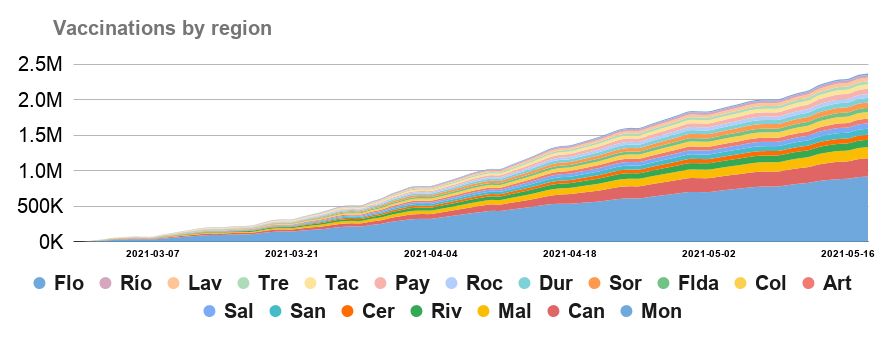 Vaccinations by region
2.5M
2.0M
1.5M
1.0M
500K
0K
2021-03-07 2021-03-21 2021-04-04 2021-04-18 2021-05-02 2021-05-16
Flo Río Lav Tre Tac Pay Roc Dur Sor Flda Col Art
Sal San Cer Riv Mal Can Mon